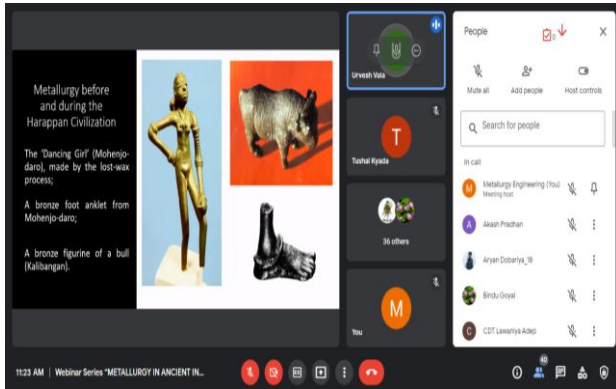 Metallurgy before
and during the
Harappan Civilization
The 'Dancing Girl' (Mohenjo-
daro), made by the lost-wax
process;
A bronze foot anklet from
Mohenjo-daro;
A bronze figurine of a bull
(Kalibangan).
Urvesh Vala
T
Tushal Kyada
36 others
M
You
People
Mute all
Add people
Host controls
Search for people
In call
M
Metallurgy Engineering (You)
Meeting host
A
Akash Pradhan
Aryan Dobariya_18
Bindu Goyal
C
CDT Lawaniya Adep
11:23 AM | Webinar Series "METALLURGY IN ANCIENT IN...
40